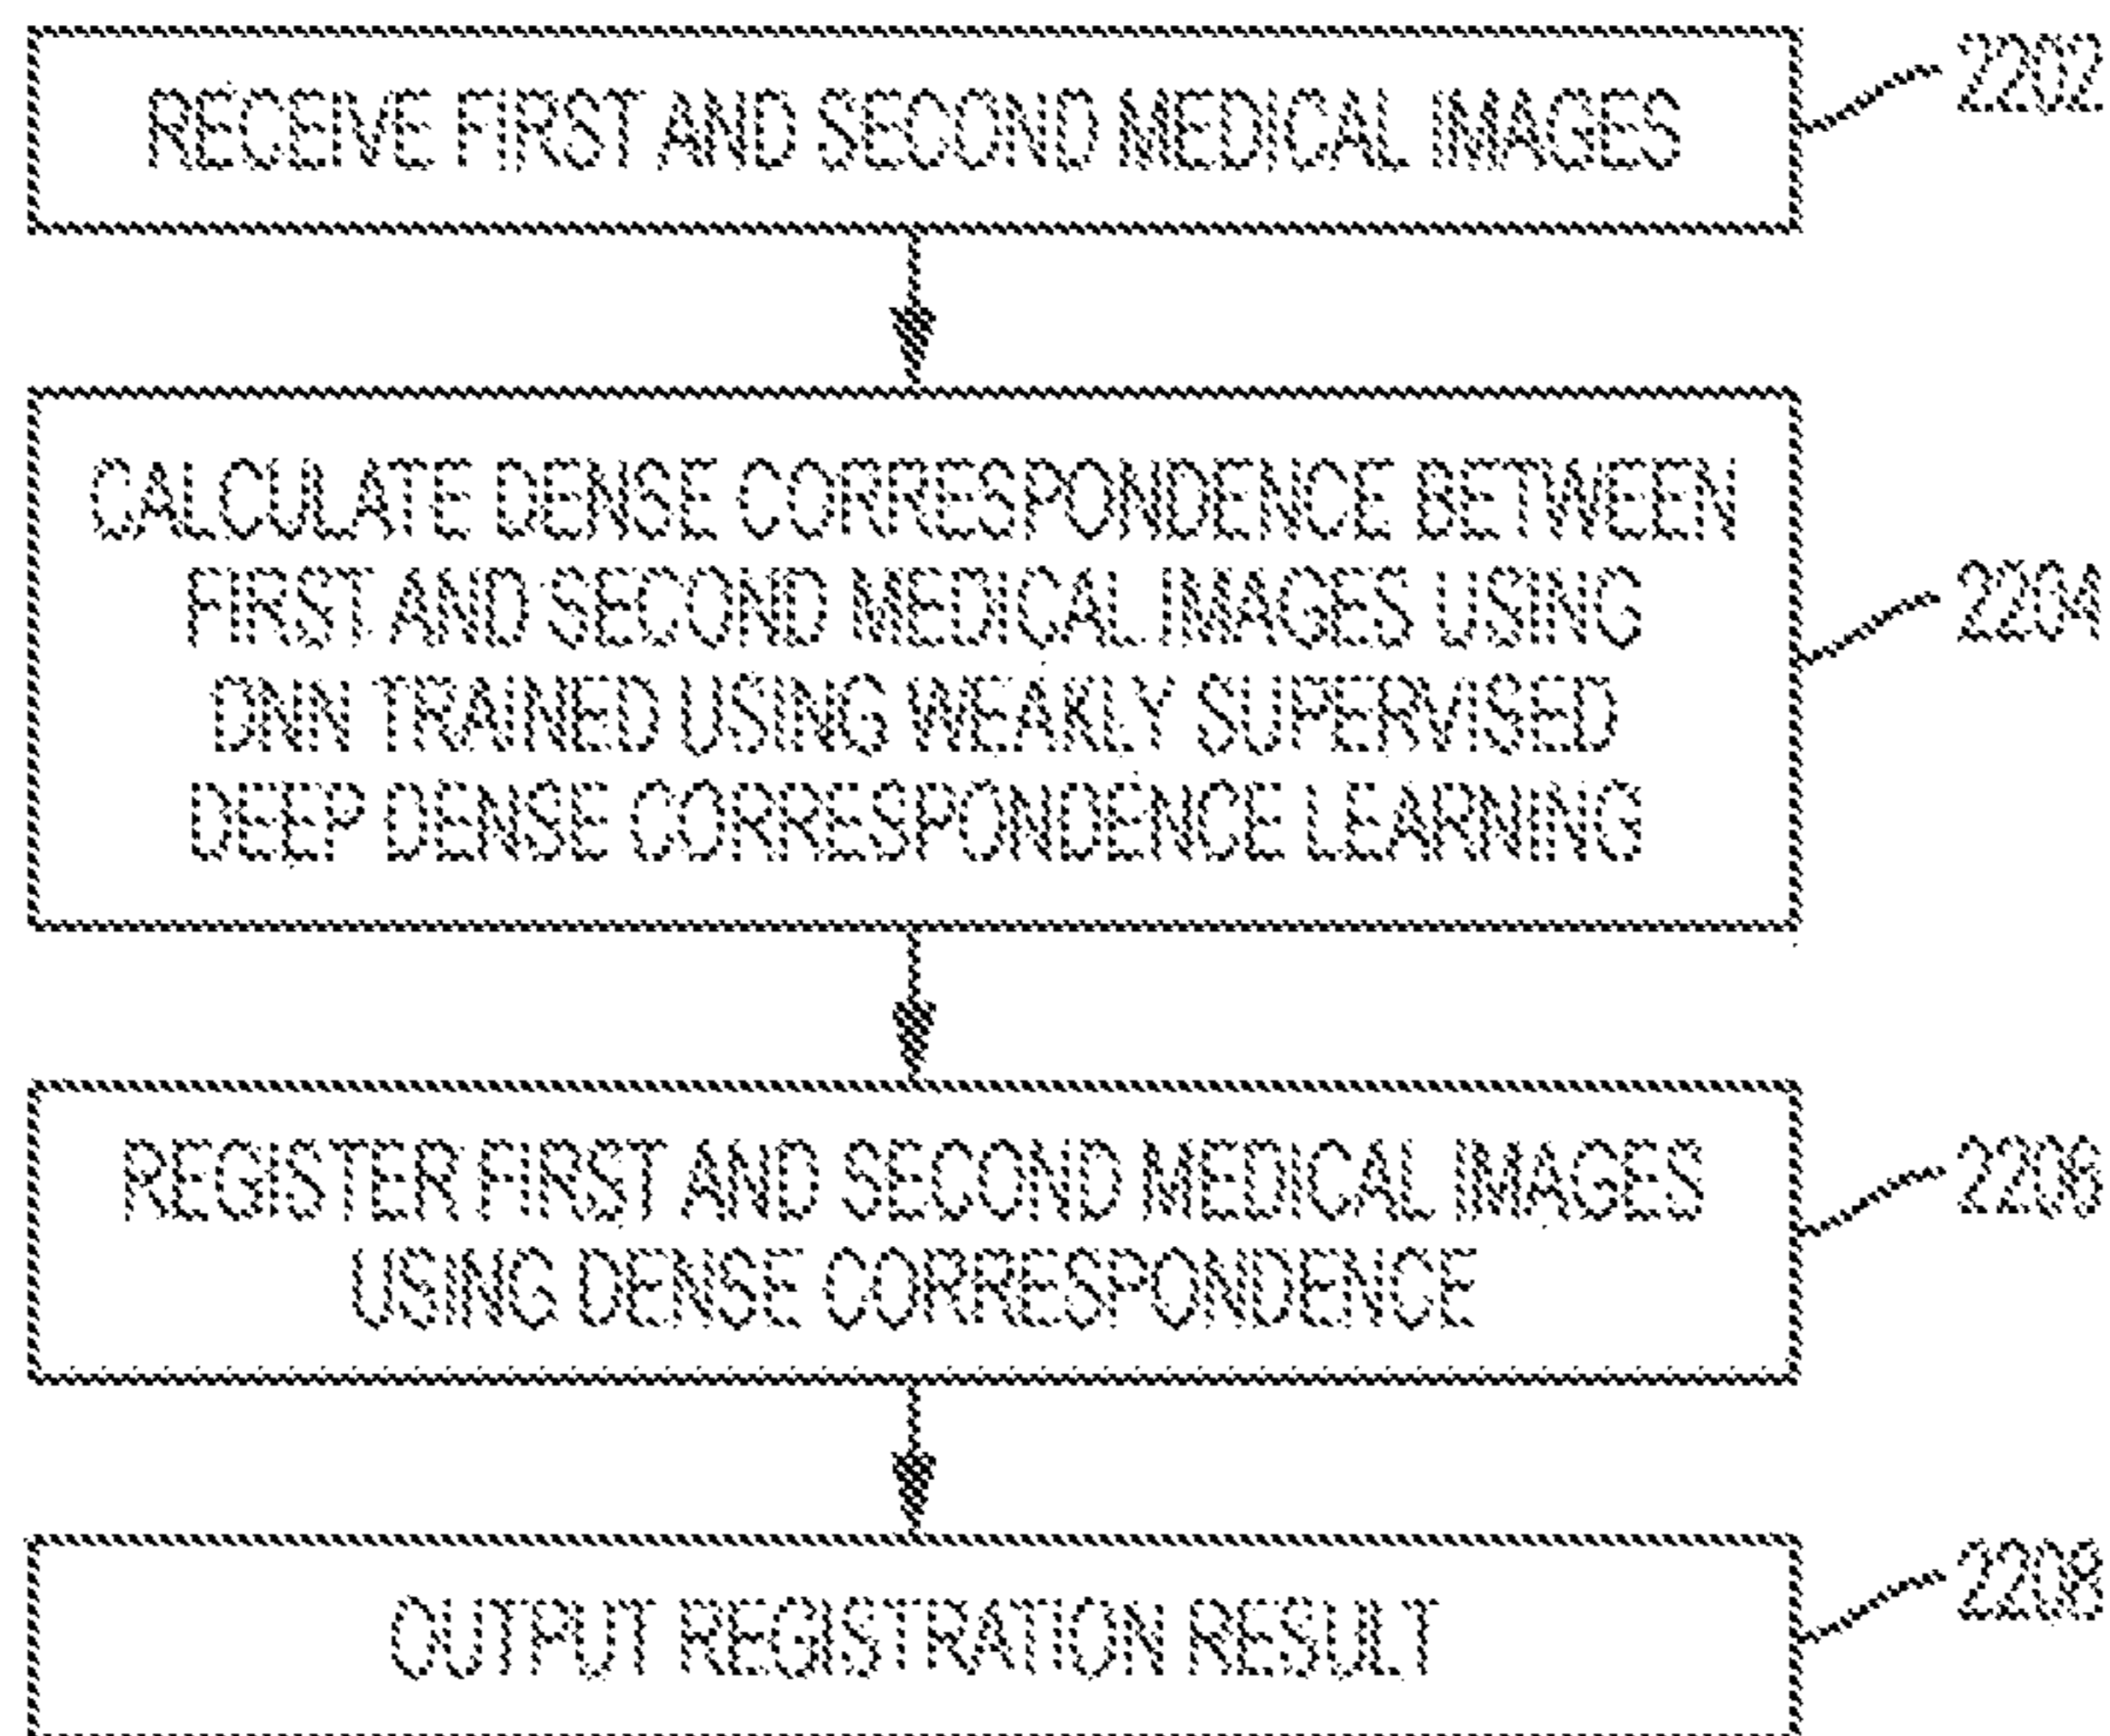 RECEIVE FIRST AND SECOND MEDICAL IMAGES
2202
CALCULATE DENSE CORRESPONDENCE BETWEEN
FIRST AND SECOND MEDICAL IMAGES USING
DNN TRAINED USING WEAKLY SUPERVISED
DEEP DENSE CORRESPONDENCE LEARNING
2204
REGISTER FIRST AND SECOND MEDICAL IMAGES
USING DENSE CORRESPONDENCE
2206
OUTPUT REGISTRATION RESULT
2208